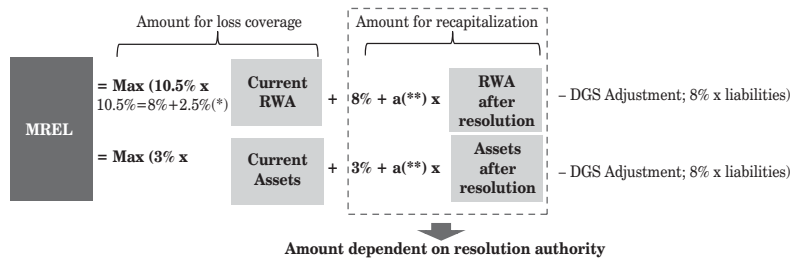 Amount for loss coverage
Amount for recapitalization
MREL
= Max (10.5% x
10.5%=8%+2.5%(*)
Current
RWA
+ 8% + a(**) x
RWA
after
resolution
– DGS Adjustment; 8% x liabilities)
= Max (3% x
Current
Assets
+ 3% + a(**) x
Assets
after
resolution
– DGS Adjustment; 8% x liabilities)
Amount dependent on resolution authority